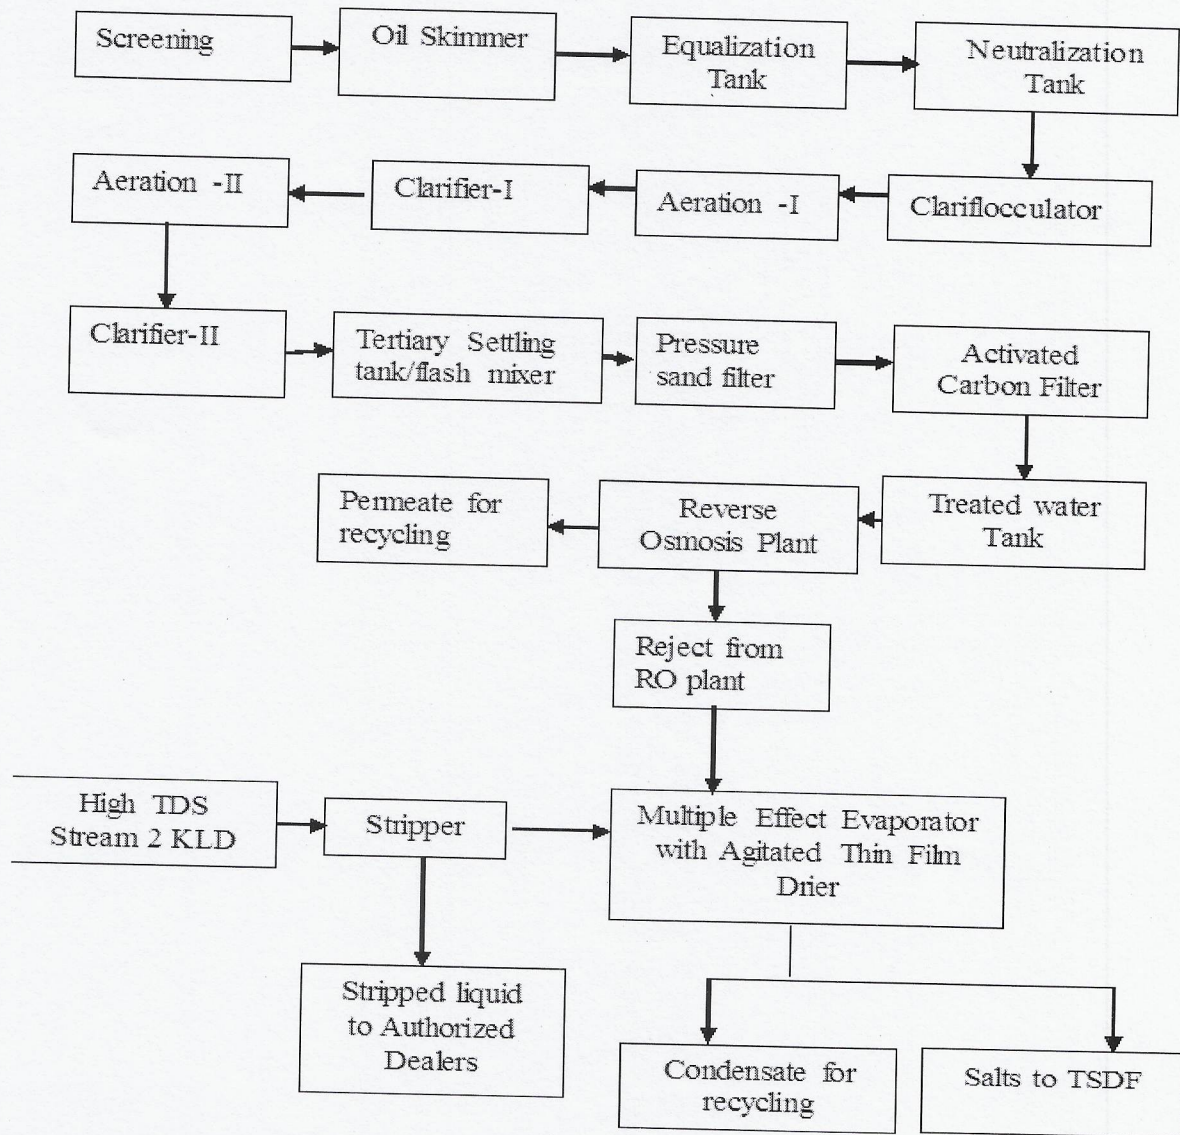 Screening
Oil Skimmer
Equalization
Tank
Neutralization
Tank
Aeration -II
Clarifier-I
Aeration -I
Clariflocculator
Clarifier-II
Tertiary Settling
tank/flash mixer
Pressure
sand filter
Activated
Carbon Filter
Permeate for
recycling
Reverse
Osmosis Plant
Treated water
Tank
Reject from
RO plant
High TDS
Stream 2 KLD
Stripper
Multiple Effect Evaporator
with Agitated Thin Film
Drier
Stripped liquid
to Authorized
Dealers
Condensate for
recycling
Salts to TSDF